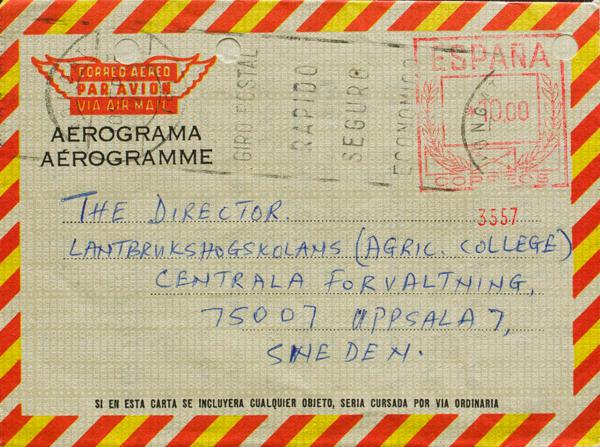 CORREO AEREO
PAR AVION
VIA AIR MAIL
AEROGRAMA
AÉROGRAMME
GIRO POSTAL
RAPIDO
SEGURO
ECONOMICO
ESPAÑA
*10,00
CORREOS
3557
THE DIRECTOR.
LANTBRUKSHOGSKOLANS (AGRIC. COLLEGE)
CENTRALA FORVALTNING,
75007 UPPSALA 7,
SWEDEN.
SI EN ESTA CARTA SE INCLUYERA CUALQUIER OBJETO, SERIA CURSADA POR VIA ORDINARIA